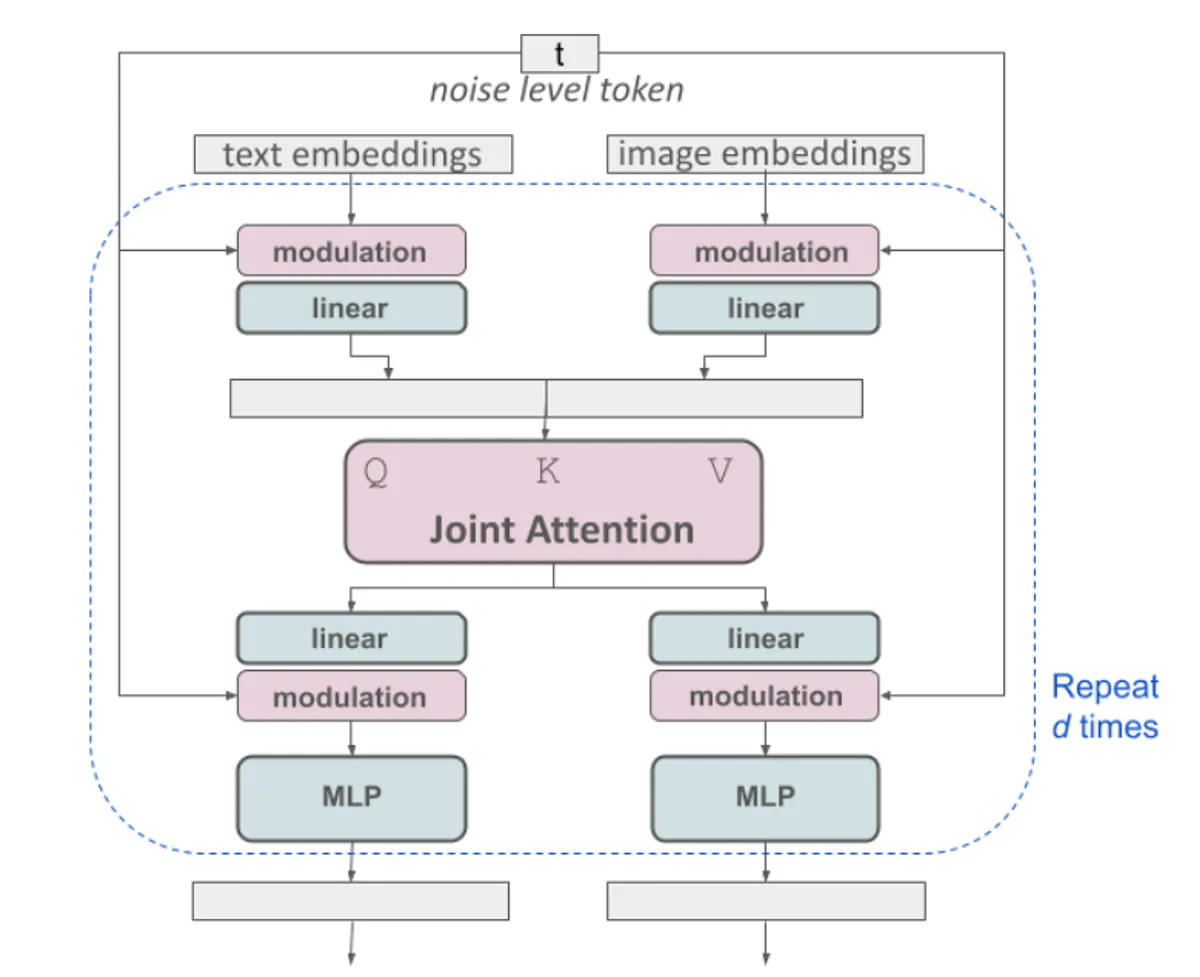 t
noise level token
text embeddings
image embeddings
modulation
modulation
linear
linear
Q K V
Joint Attention
linear
linear
modulation
modulation
Repeat
d times
MLP
MLP